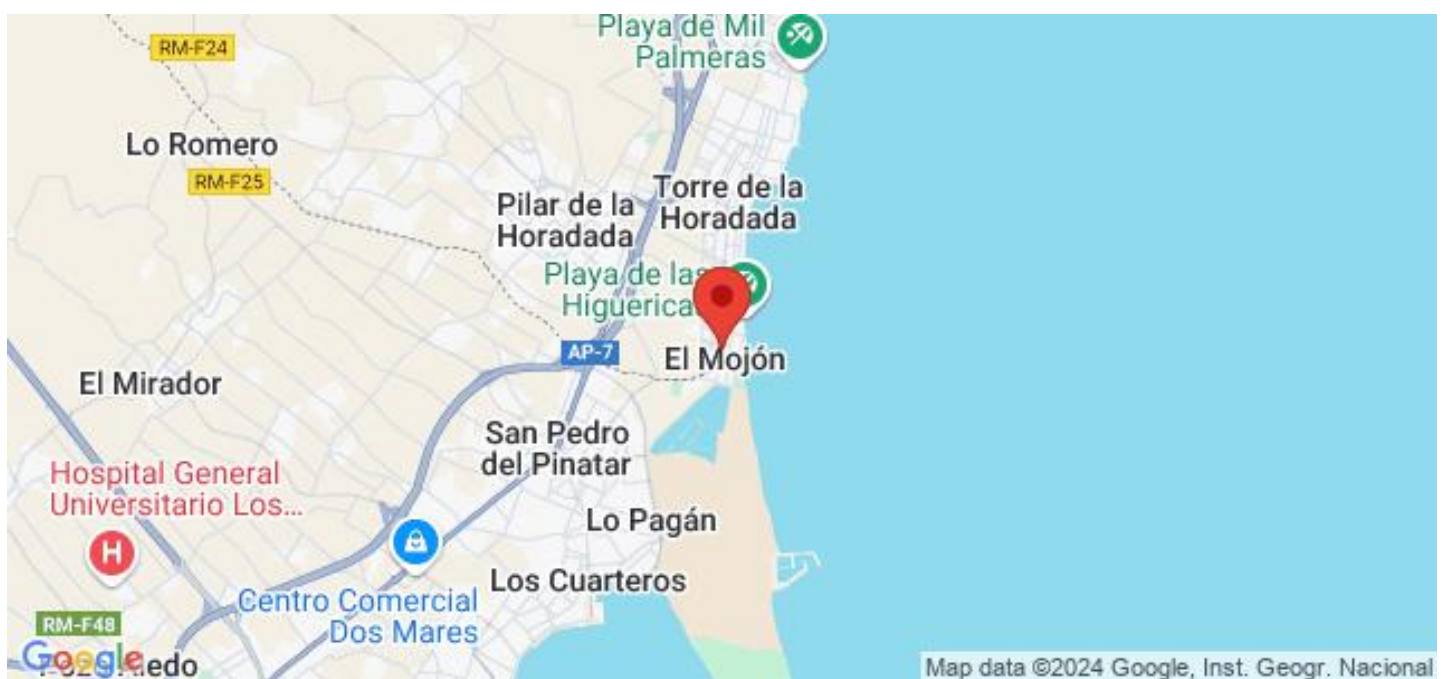 Playa de Mil
Palmeras
RM-F24
Lo Romero
RM-F25
Torre de la
Horadada
Pilar de la
Horadada
Playa de las
Higuerica
AP-7
El Mojón
El Mirador
San Pedro
del Pinatar
Hospital General
Universitario Los...
Lo Pagán
H
Los Cuarteros
Centro Comercial
Dos Mares
RM-F48
Google
Map data ©2024 Google, Inst. Geogr. Nacional